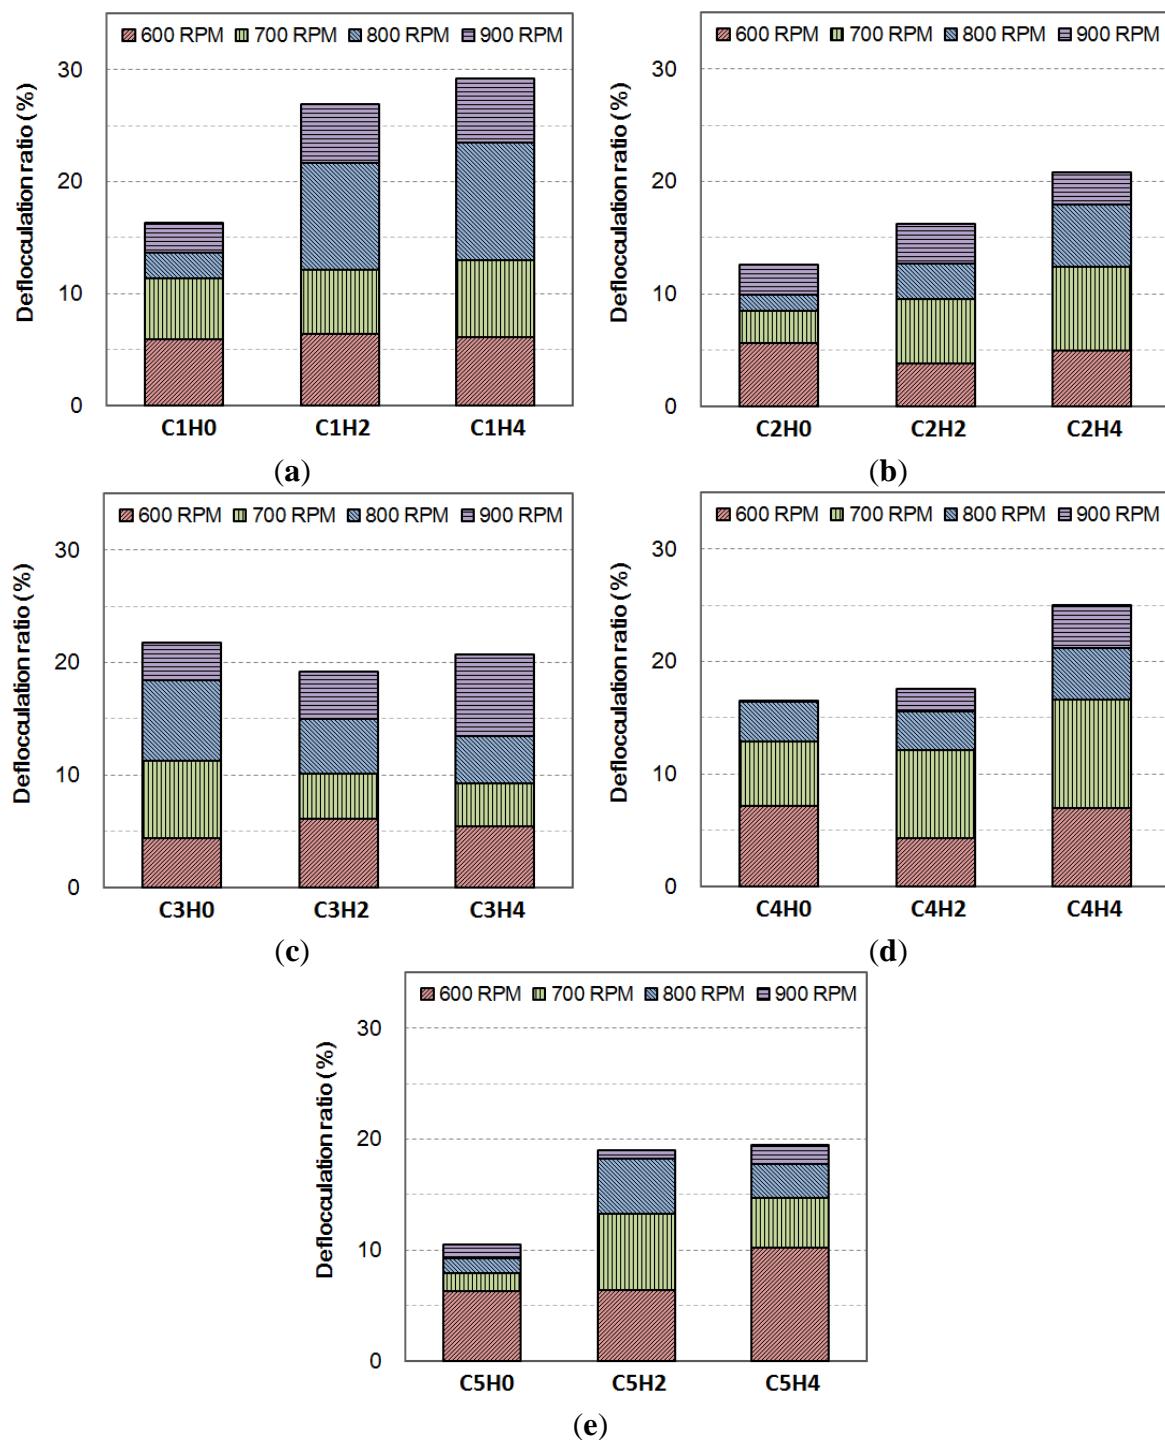 600 RPM 700 RPM 800 RPM 900 RPM
Deflocculation ratio (%)
30
20
10
0
C1H0 C1H2 C1H4
(a)
600 RPM 700 RPM 800 RPM 900 RPM
Deflocculation ratio (%)
30
20
10
0
C2H0 C2H2 C2H4
(b)
600 RPM 700 RPM 800 RPM 900 RPM
Deflocculation ratio (%)
30
20
10
0
C3H0 C3H2 C3H4
(c)
600 RPM 700 RPM 800 RPM 900 RPM
Deflocculation ratio (%)
30
20
10
0
C4H0 C4H2 C4H4
(d)
600 RPM 700 RPM 800 RPM 900 RPM
Deflocculation ratio (%)
30
20
10
0
C5H0 C5H2 C5H4
(e)